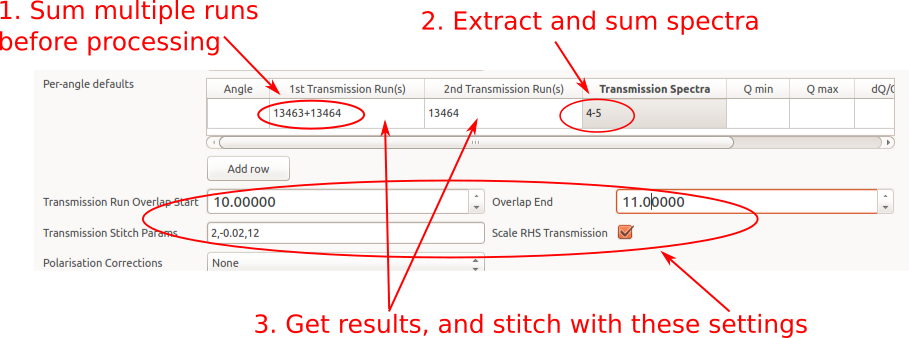 1. Sum multiple runs
before processing
2. Extract and sum spectra
Per-angle defaults
Angle 1st Transmission Run(s) 2nd Transmission Run(s) Transmission Spectra Q min Q max dQ/Q
13463+13464 13464 4-5
Add row
Transmission Run Overlap Start 10.00000 Overlap End 11.00000
Transmission Stitch Params 2,-0.02,12 Scale RHS Transmission
Polarisation Corrections None
3. Get results, and stitch with these settings